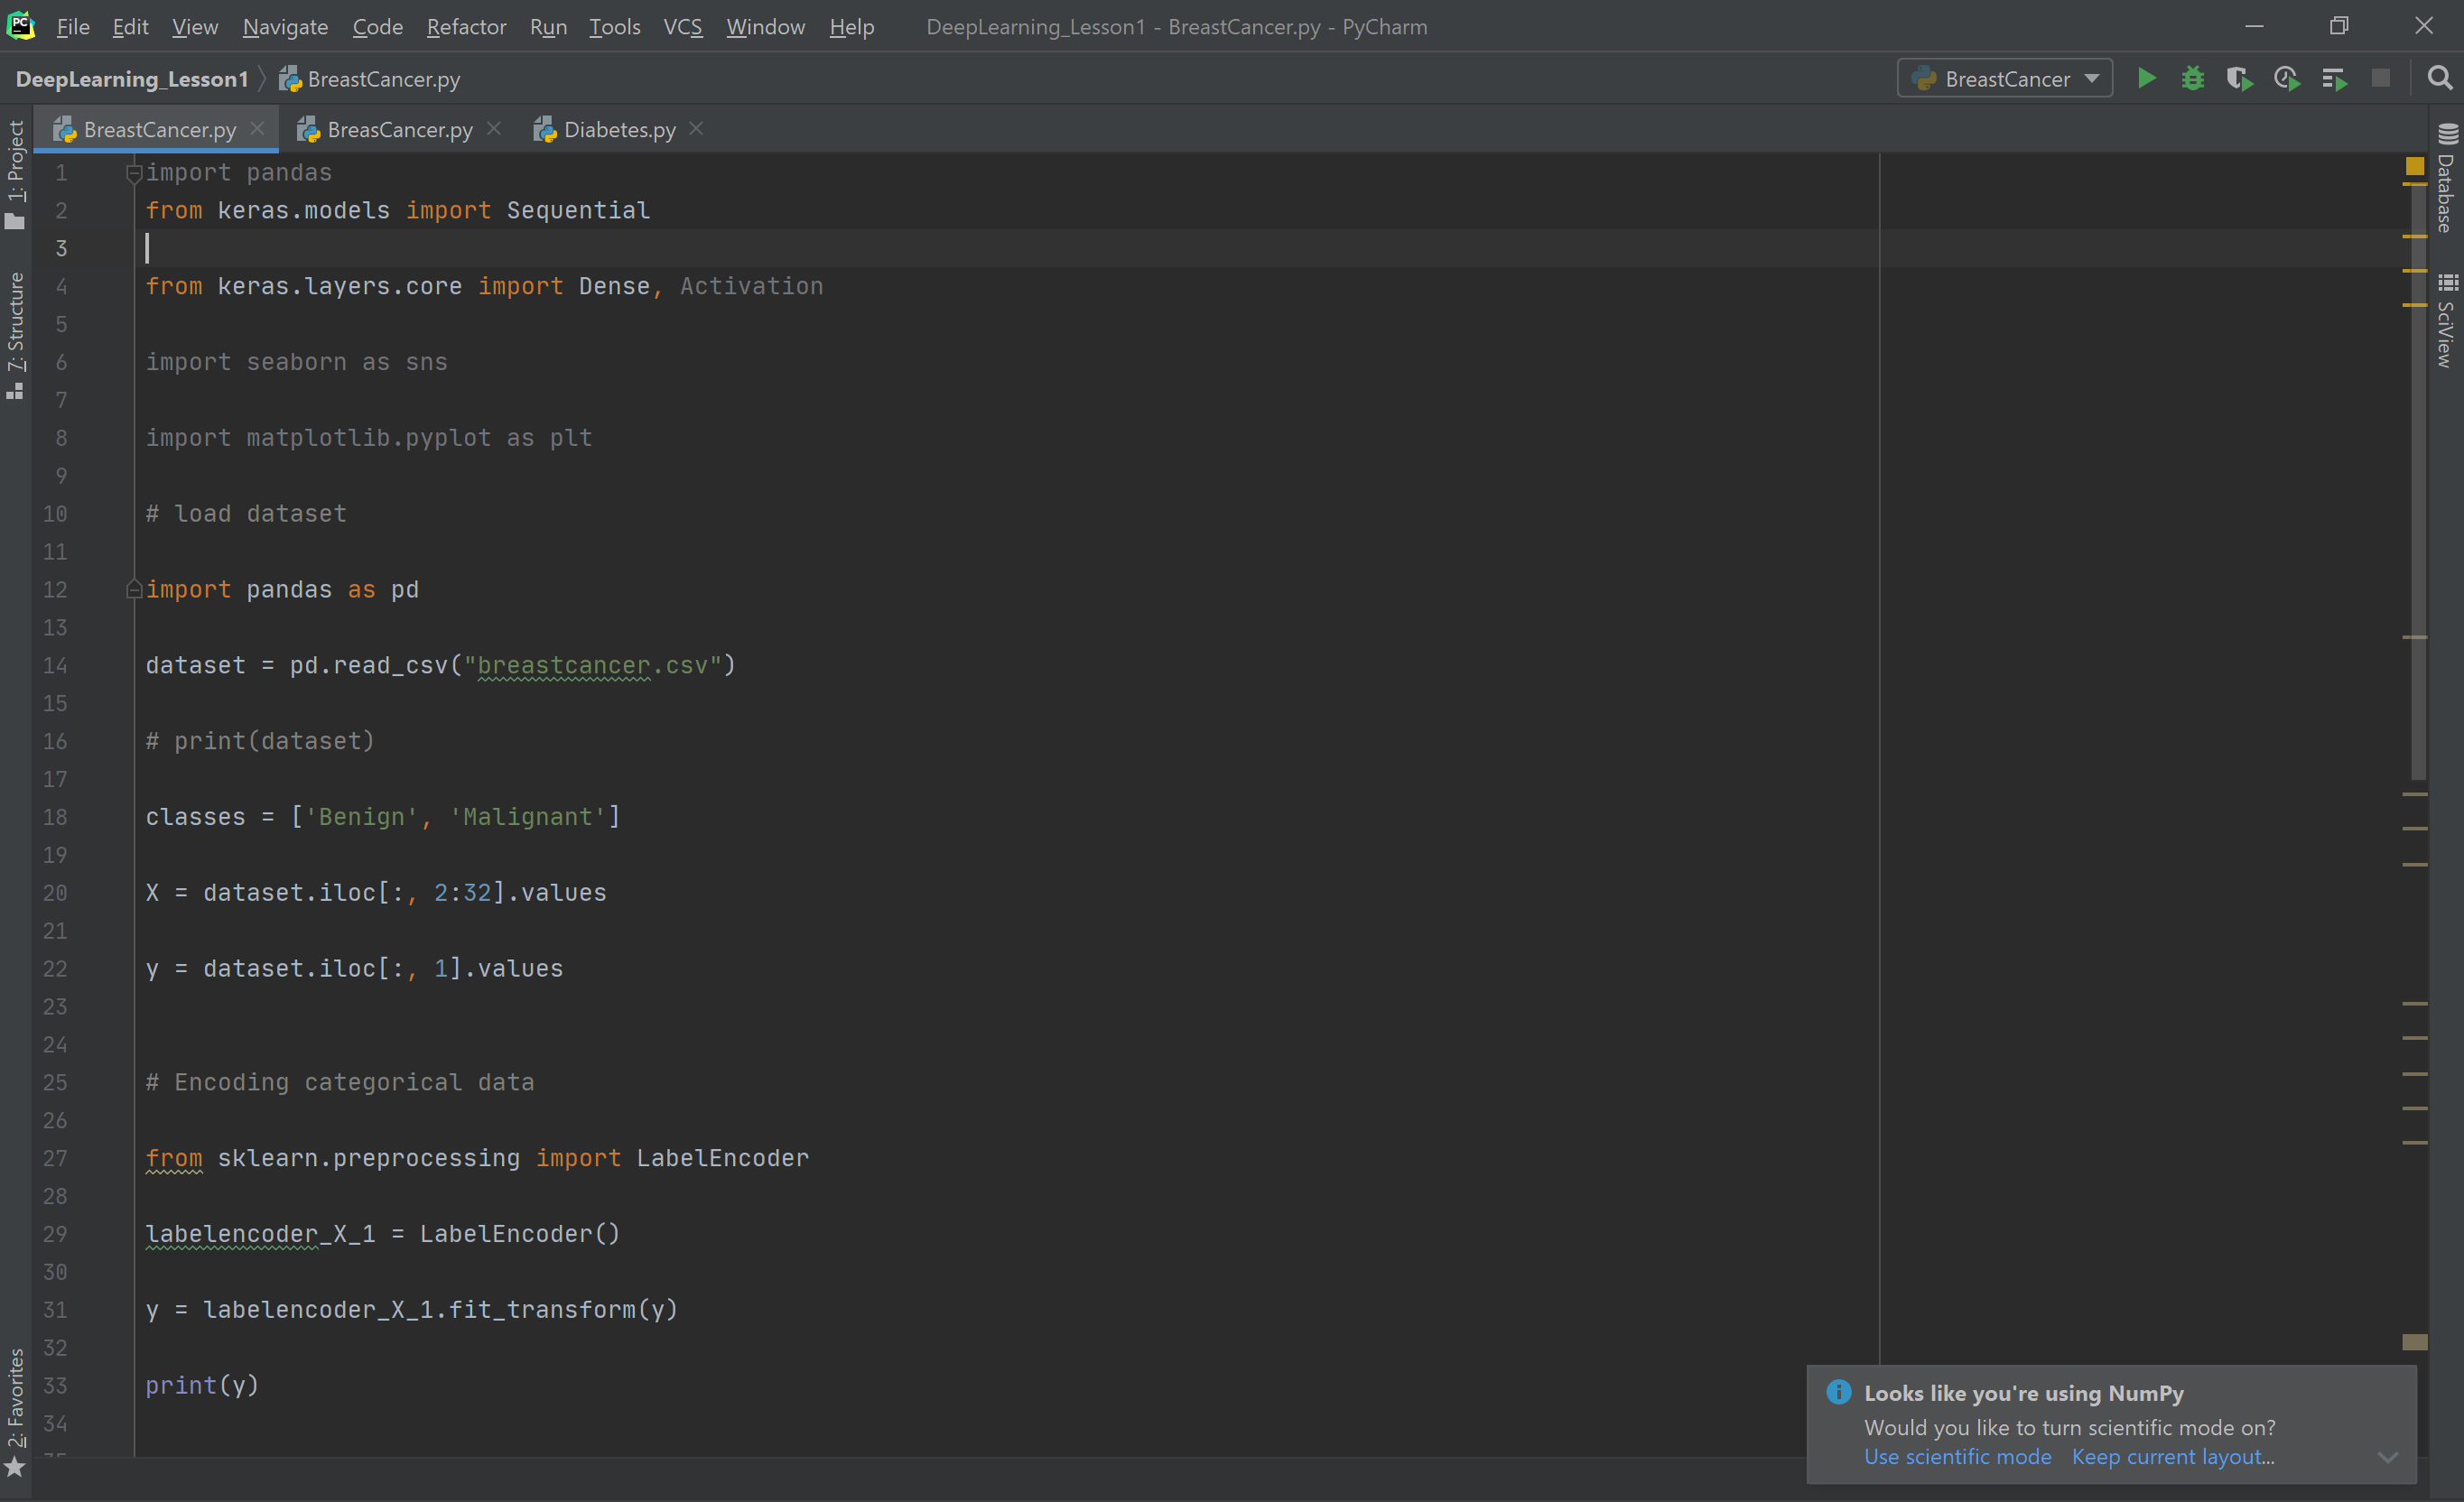 PC File Edit View Navigate Code Refactor Run Tools VCS Window Help DeepLearning_Lesson1 - BreastCancer.py - PyCharm
DeepLearning_Lesson1 BreastCancer.py BreastCancer
BreastCancer.py BreasCancer.py Diabetes.py
1: Project
7: Structure
2: Favorites
1 import pandas
2 from keras.models import Sequential
3
4 from keras.layers.core import Dense, Activation
5
6 import seaborn as sns
7
8 import matplotlib.pyplot as plt
9
10 # load dataset
11
12 import pandas as pd
13
14 dataset = pd.read_csv("breastcancer.csv")
15
16 # print(dataset)
17
18 classes = ['Benign', 'Malignant']
19
20 X = dataset.iloc[:, 2:32].values
21
22 y = dataset.iloc[:, 1].values
23
24
25 # Encoding categorical data
26
27 from sklearn.preprocessing import LabelEncoder
28
29 labelencoder_X_1 = LabelEncoder()
30
31 y = labelencoder_X_1.fit_transform(y)
32
33 print(y)
34
Database
SciView
Looks like you're using NumPy
Would you like to turn scientific mode on?
Use scientific mode Keep current layout...